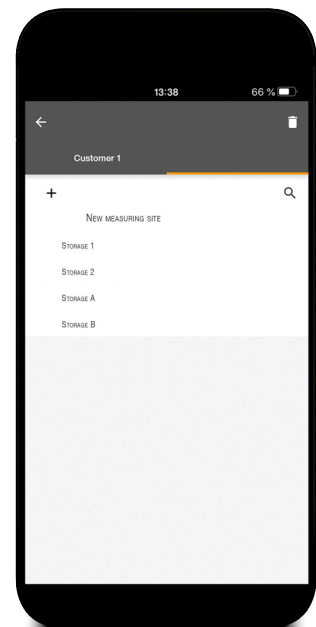 13:38 66 %
Customer 1
New measuring site
Storage 1
Storage 2
Storage A
Storage B